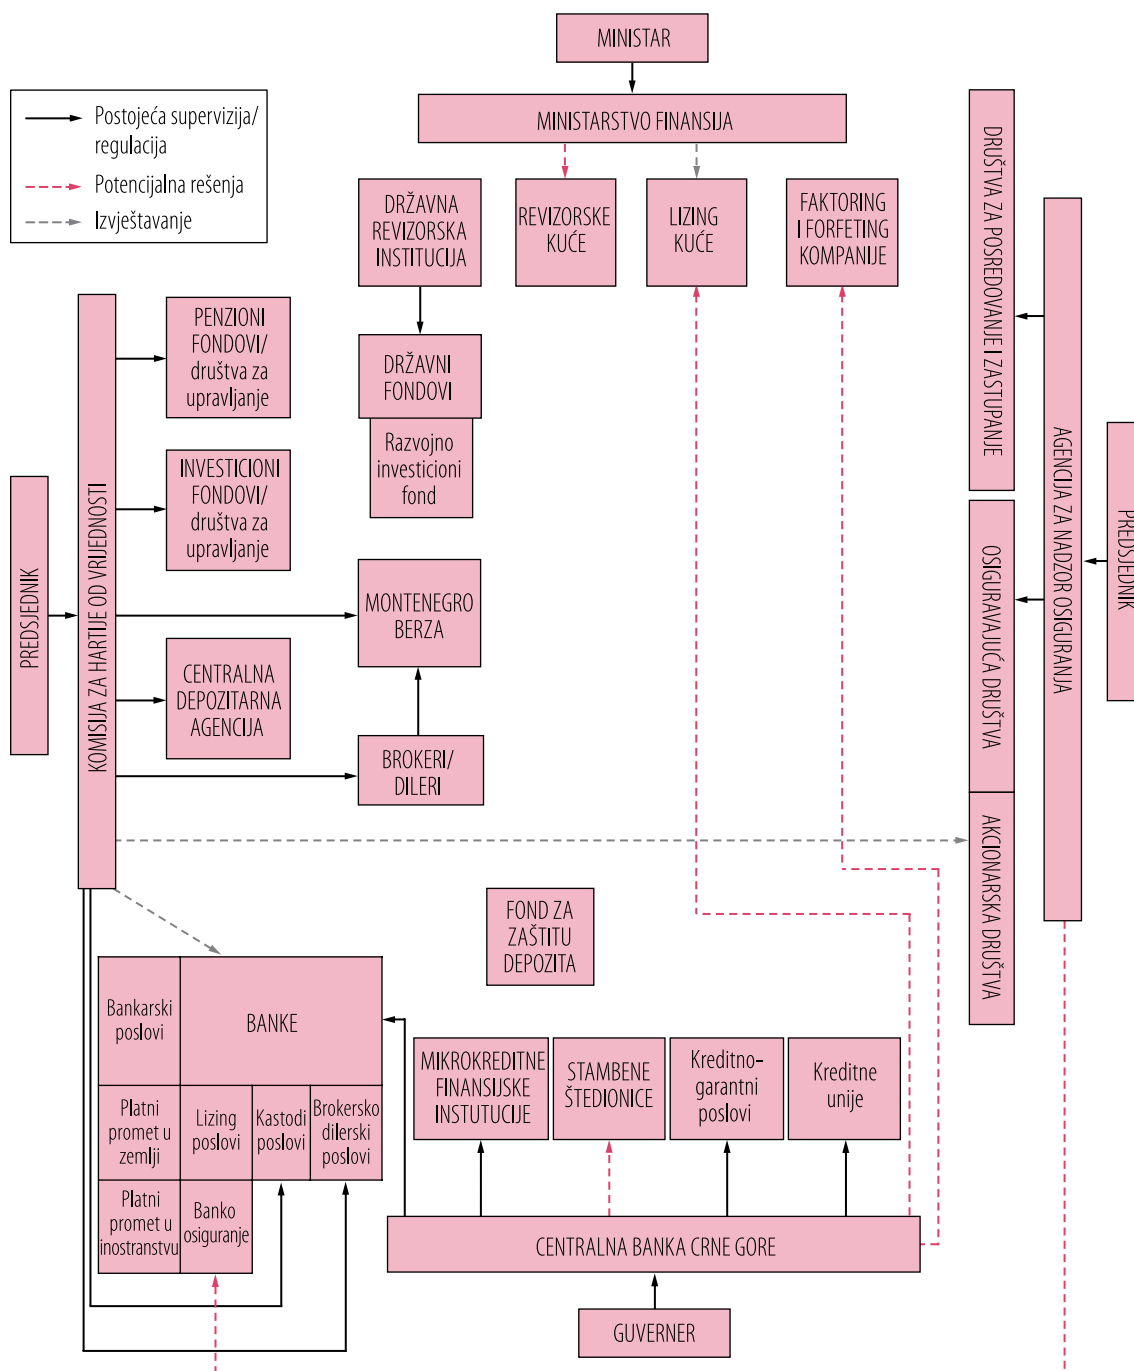 MINISTAR
MINISTARSTVO FINANSIJA
Postojeća supervizija/
regulacija
Potencijalna rešenja
Izvještavanje
DRŽAVNA
REVIZORSKA
INSTITUCIJA
REVIZORSKE
KUĆE
LIZING
KUĆE
FAKTORING
I FORFETING
KOMPANIJE
DRUŠTVA ZA POSREDOVANJE I ZASTUPANJE
AGENCIJA ZA NADZOR OSIGURANJA
PREDSJEDNIK
OSIGURAVAJUĆA DRUŠTVA
AKCIONARSKA DRUŠTVA
PREDSJEDNIK
KOMISIJA ZA HARTIJE OD VRIJEDNOSTI
PENZIONI
FONDOVI/
društva za
upravljanje
DRŽAVNI
FONDOVI
Razvojno
investicioni
fond
INVESTICIONI
FONDOVI/
društva za
upravljanje
MONTENEGRO
BERZA
CENTRALNA
DEPOZITARNA
AGENCIJA
BROKERI/
DILERI
FOND ZA
ZAŠTITU
DEPOZITA
Bankarski
poslovi
BANKE
Platni
promet u
zemlji
Lizing
poslovi
Kastodi
poslovi
Brokersko
dilerski
poslovi
Platni
promet u
inostranstvu
Banko
osiguranje
MIKROKREDITNE
FINANSIJSKE
INSTUTUCIJE
STAMBENE
ŠTEDIONICE
Kreditno-
garantni
poslovi
Kreditne
unije
CENTRALNA BANKA CRNE GORE
GUVERNER